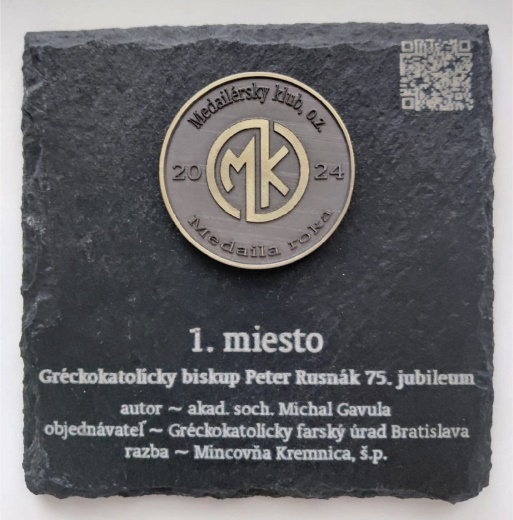 Medailérsky klub, o.z.
20 MK 24
Medaila roka
1. miesto
Gréckokatolícky biskup Peter Rusnák 75. jubileum
autor ~ akad. soch. Michal Gavula
objednávateľ ~ Gréckokatolícky farský úrad Bratislava
razba ~ Mincovňa Kremnica, š.p.